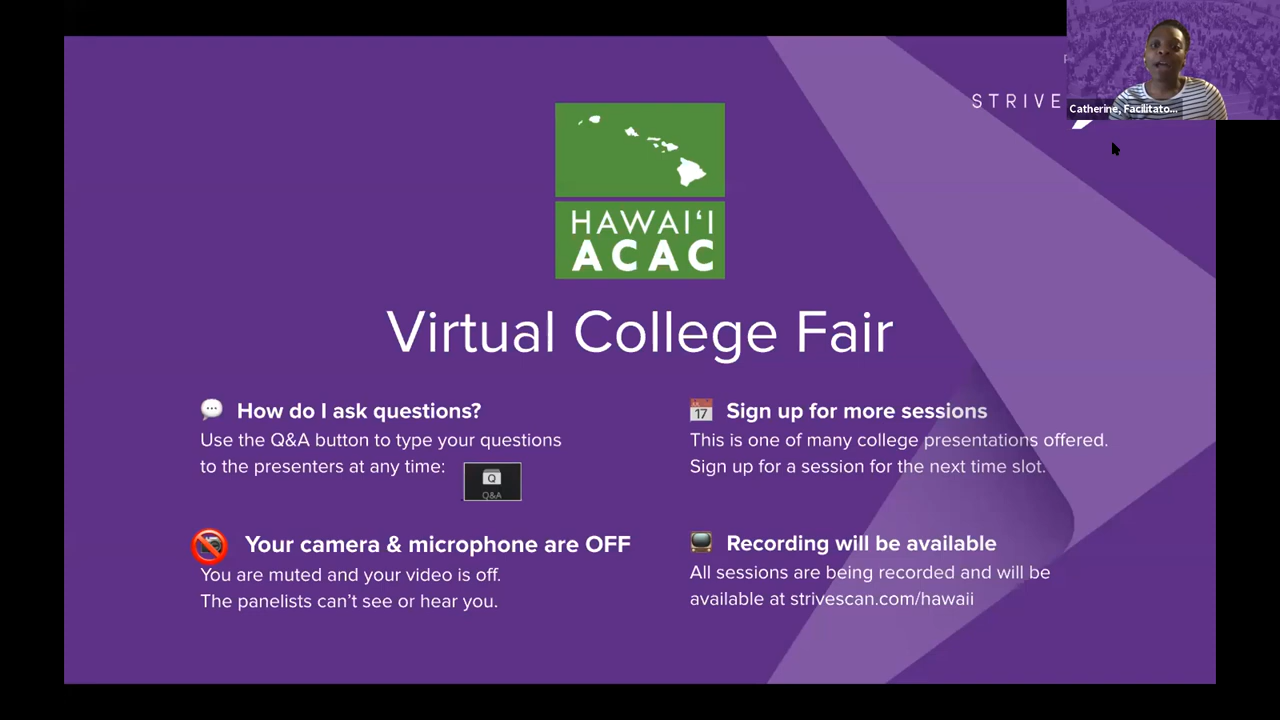 STRIVE
Catherine, Facilitato...
HAWAIʻI
ACAC
Virtual College Fair
How do I ask questions?
Use the Q&A button to type your questions
to the presenters at any time:
Q
Q&A
Sign up for more sessions
17
This is one of many college presentations offered.
Sign up for a session for the next time slot.
Your camera & microphone are OFF
You are muted and your video is off.
The panelists can’t see or hear you.
Recording will be available
All sessions are being recorded and will be
available at strivescan.com/hawaii